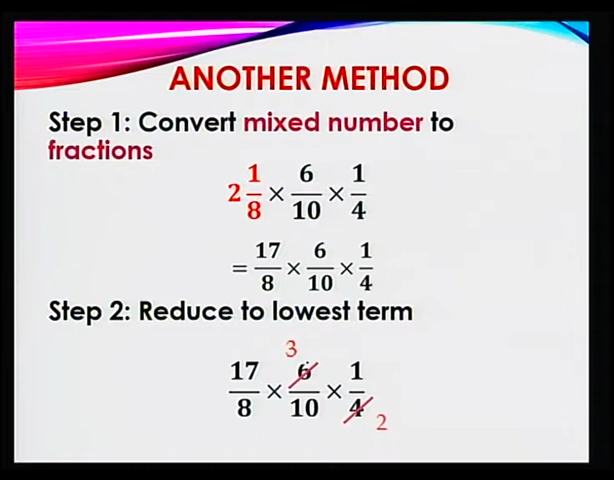 ANOTHER METHOD
Step 1: Convert mixed number to
fractions
2 1/8 × 6/10 × 1/4
= 17/8 × 6/10 × 1/4
Step 2: Reduce to lowest term
3
17/8 × 6/10 × 1/4
2